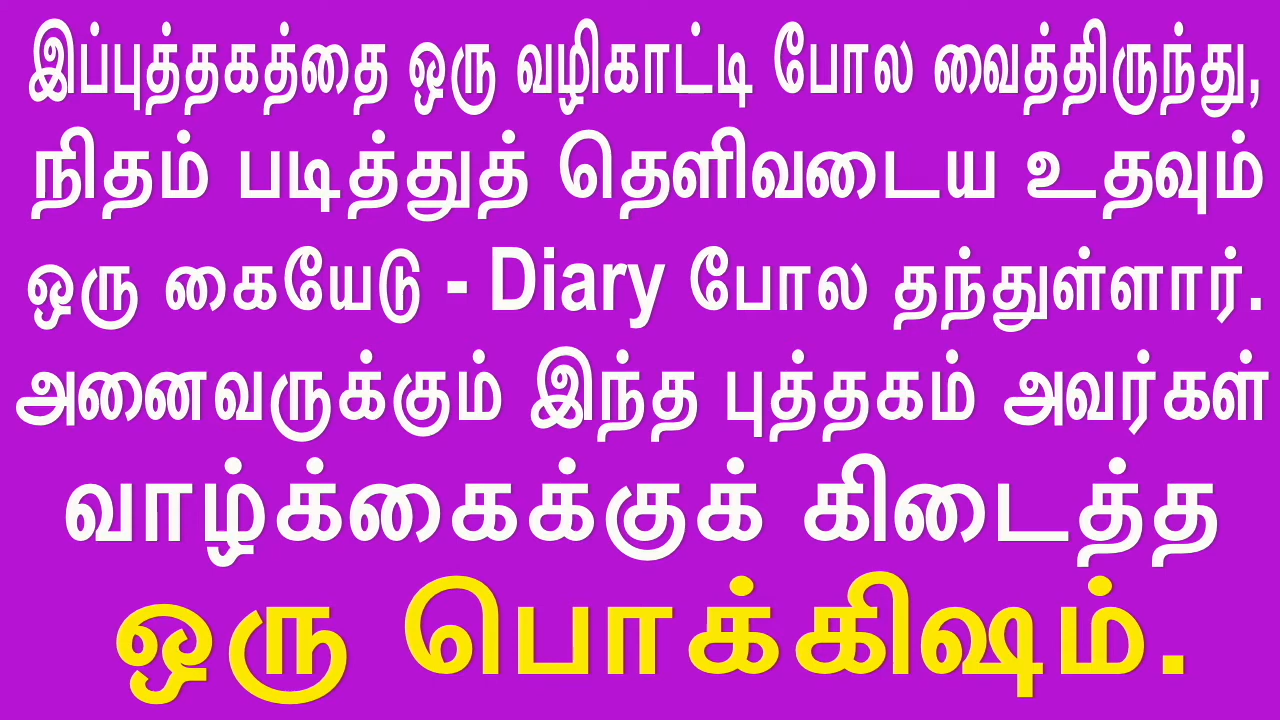 இப்புத்தகத்தை ஒரு வழிகாட்டி போல வைத்திருந்து,
நிதம் படித்துத் தெளிவடைய உதவும்
ஒரு கையேடு - Diary போல தந்துள்ளார்.
அனைவருக்கும் இந்த புத்தகம் அவர்கள்
வாழ்க்கைக்குக் கிடைத்த
ஒரு பொக்கிஷம்.